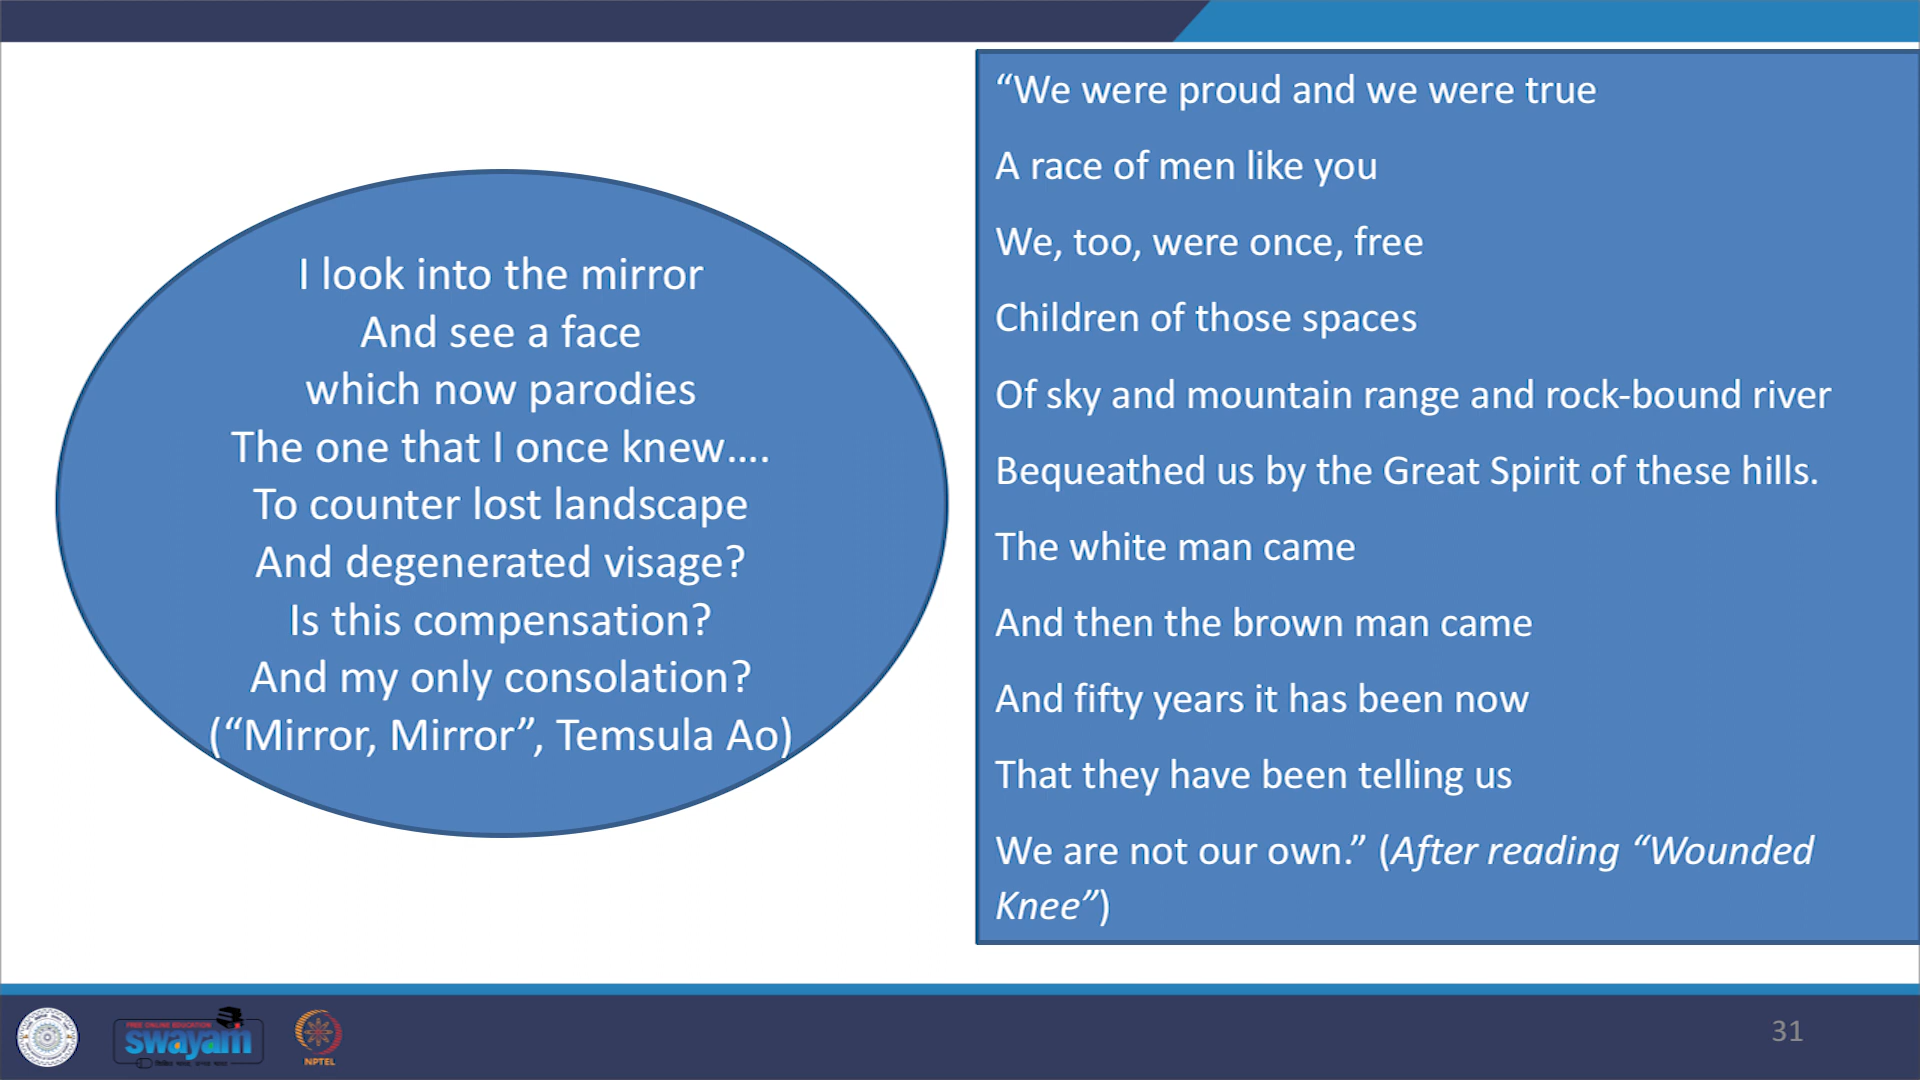 I look into the mirror
And see a face
which now parodies
The one that I once knew....
To counter lost landscape
And degenerated visage?
Is this compensation?
And my only consolation?
(“Mirror, Mirror”, Temsula Ao)
“We were proud and we were true
A race of men like you
We, too, were once, free
Children of those spaces
Of sky and mountain range and rock-bound river
Bequeathed us by the Great Spirit of these hills.
The white man came
And then the brown man came
And fifty years it has been now
That they have been telling us
We are not our own.” (After reading “Wounded
Knee”)
FREE ONLINE EDUCATION
swayam
NPTEL
31